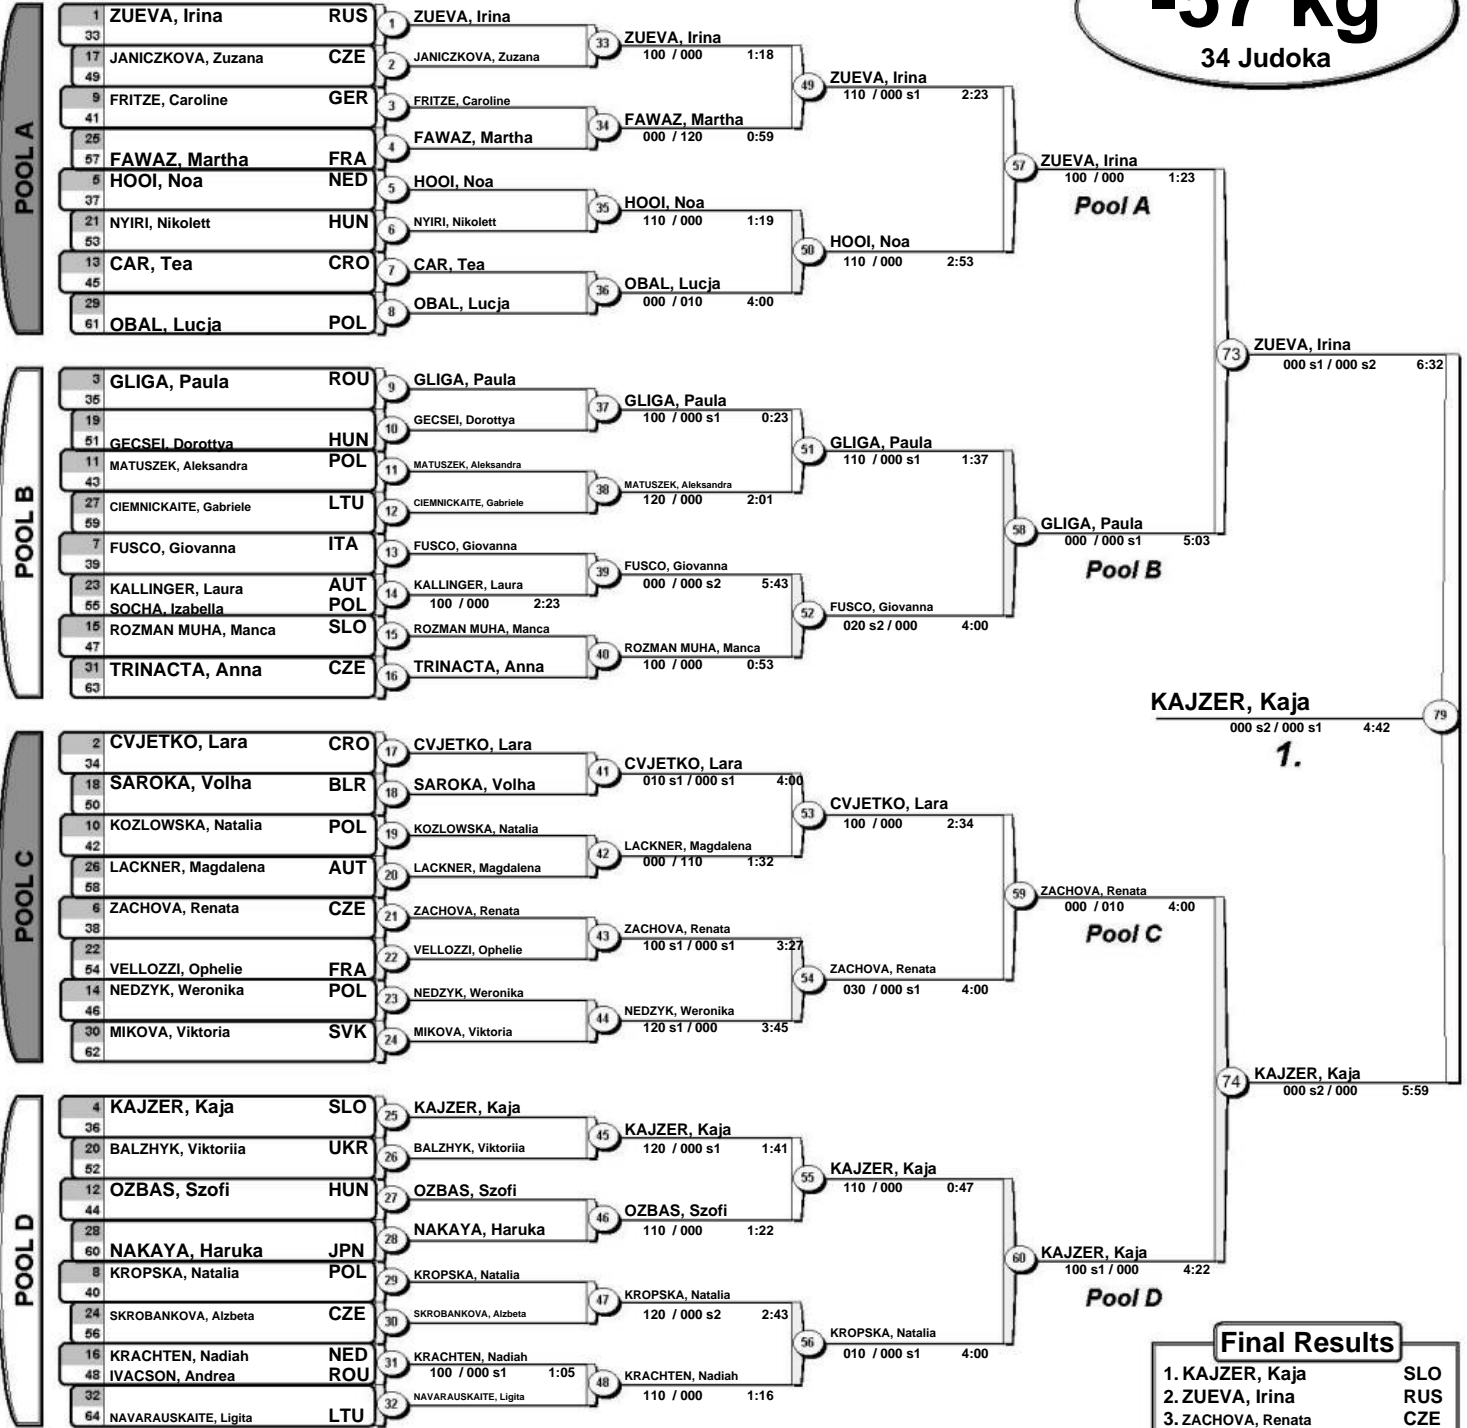 -57 kg
34 Judoka
POOL A
1 ZUEVA, Irina RUS
33
17 JANICZKOVA, Zuzana CZE
49
9 FRITZE, Caroline GER
41
25
57 FAWAZ, Martha FRA
5 HOOI, Noa NED
37
21 NYIRI, Nikolett HUN
53
13 CAR, Tea CRO
45
29
61 OBAL, Lucja POL
1 ZUEVA, Irina
2 JANICZKOVA, Zuzana
3 FRITZE, Caroline
4 FAWAZ, Martha
5 HOOI, Noa
6 NYIRI, Nikolett
7 CAR, Tea
8 OBAL, Lucja
33 ZUEVA, Irina
100 / 000 1:18
34 FAWAZ, Martha
000 / 120 0:59
35 HOOI, Noa
110 / 000 1:19
36 OBAL, Lucja
000 / 010 4:00
49 ZUEVA, Irina
110 / 000 s1 2:23
50 HOOI, Noa
110 / 000 2:53
57 ZUEVA, Irina
100 / 000 1:23
Pool A
POOL B
3 GLIGA, Paula ROU
35
19
51 GECSEI, Dorottya HUN
11 MATUSZEK, Aleksandra POL
43
27 CIEMNICKAITE, Gabriele LTU
59
7 FUSCO, Giovanna ITA
39
23 KALLINGER, Laura AUT
55 SOCHA, Izabella POL
15 ROZMAN MUHA, Manca SLO
47
31 TRINACTA, Anna CZE
63
9 GLIGA, Paula
10 GECSEI, Dorottya
11 MATUSZEK, Aleksandra
12 CIEMNICKAITE, Gabriele
13 FUSCO, Giovanna
14 KALLINGER, Laura
100 / 000 2:23
15 ROZMAN MUHA, Manca
16 TRINACTA, Anna
37 GLIGA, Paula
100 / 000 s1 0:23
38 MATUSZEK, Aleksandra
120 / 000 2:01
39 FUSCO, Giovanna
000 / 000 s2 5:43
40 ROZMAN MUHA, Manca
100 / 000 0:53
51 GLIGA, Paula
110 / 000 s1 1:37
52 FUSCO, Giovanna
020 s2 / 000 4:00
58 GLIGA, Paula
000 / 000 s1 5:03
Pool B
73 ZUEVA, Irina
000 s1 / 000 s2 6:32
KAJZER, Kaja 79
000 s2 / 000 s1 4:42
1.
POOL C
2 CVJETKO, Lara CRO
34
18 SAROKA, Volha BLR
50
10 KOZLOWSKA, Natalia POL
42
26 LACKNER, Magdalena AUT
58
6 ZACHOVA, Renata CZE
38
22
54 VELLOZZI, Ophelie FRA
14 NEDZYK, Weronika POL
46
30 MIKOVA, Viktoria SVK
62
17 CVJETKO, Lara
18 SAROKA, Volha
19 KOZLOWSKA, Natalia
20 LACKNER, Magdalena
21 ZACHOVA, Renata
22 VELLOZZI, Ophelie
23 NEDZYK, Weronika
24 MIKOVA, Viktoria
41 CVJETKO, Lara
010 s1 / 000 s1 4:00
42 LACKNER, Magdalena
000 / 110 1:32
43 ZACHOVA, Renata
100 s1 / 000 s1 3:27
44 NEDZYK, Weronika
120 s1 / 000 3:45
53 CVJETKO, Lara
100 / 000 2:34
54 ZACHOVA, Renata
030 / 000 s1 4:00
59 ZACHOVA, Renata
000 / 010 4:00
Pool C
POOL D
4 KAJZER, Kaja SLO
36
20 BALZHYK, Viktoriia UKR
52
12 OZBAS, Szofi HUN
44
28
60 NAKAYA, Haruka JPN
8 KROPSKA, Natalia POL
40
24 SKROBANKOVA, Alzbeta CZE
56
16 KRACHTEN, Nadiah NED
48 IVACSON, Andrea ROU
32
64 NAVARAUSKAITE, Ligita LTU
25 KAJZER, Kaja
26 BALZHYK, Viktoriia
27 OZBAS, Szofi
28 NAKAYA, Haruka
29 KROPSKA, Natalia
30 SKROBANKOVA, Alzbeta
31 KRACHTEN, Nadiah
100 / 000 s1 1:05
32 NAVARAUSKAITE, Ligita
45 KAJZER, Kaja
120 / 000 s1 1:41
46 OZBAS, Szofi
110 / 000 1:22
47 KROPSKA, Natalia
120 / 000 s2 2:43
48 KRACHTEN, Nadiah
110 / 000 1:16
55 KAJZER, Kaja
110 / 000 0:47
56 KROPSKA, Natalia
010 / 000 s1 4:00
60 KAJZER, Kaja
100 s1 / 000 4:22
Pool D
74 KAJZER, Kaja
000 s2 / 000 5:59
Final Results
1. KAJZER, Kaja SLO
2. ZUEVA, Irina RUS
3. ZACHOVA, Renata CZE